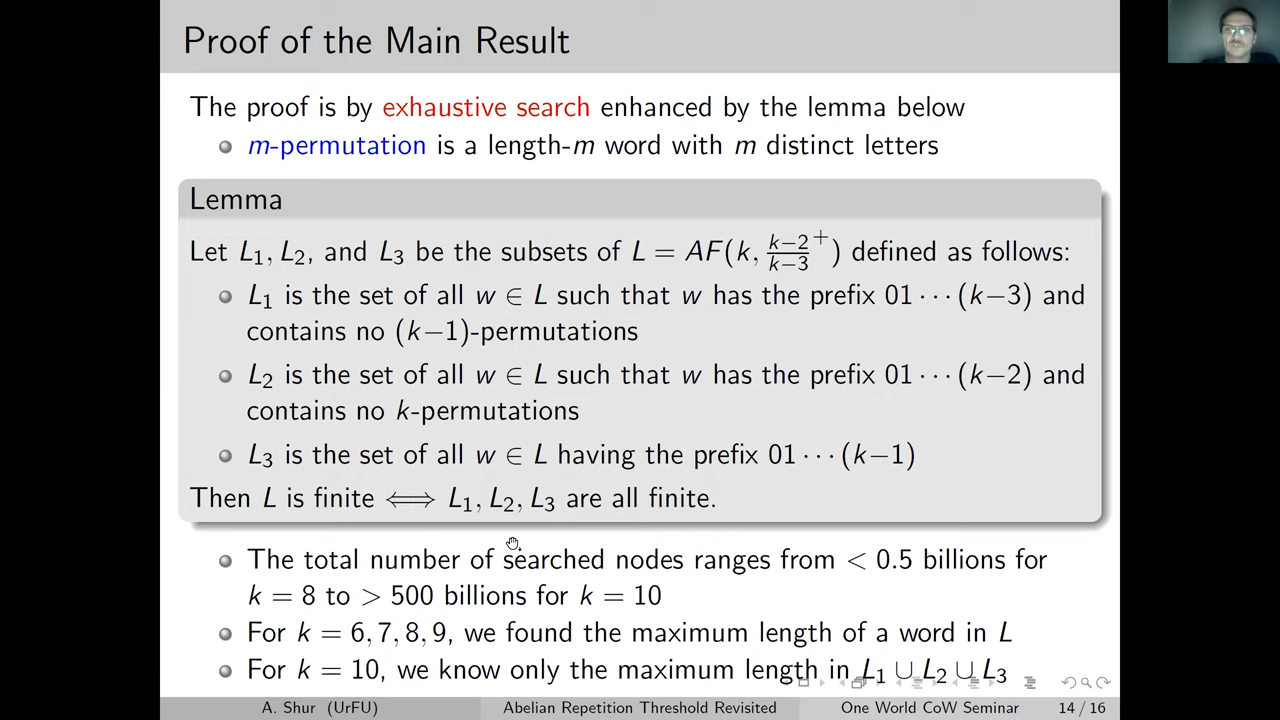 Proof of the Main Result
The proof is by exhaustive search enhanced by the lemma below
m-permutation is a length-m word with m distinct letters
Lemma
Let L₁, L₂, and L₃ be the subsets of L = AF(k, \frac{k−2}{k−3}⁺) defined as follows:
L₁ is the set of all w ∈ L such that w has the prefix 01 ⋯ (k−3) and
contains no (k−1)-permutations
L₂ is the set of all w ∈ L such that w has the prefix 01 ⋯ (k−2) and
contains no k-permutations
L₃ is the set of all w ∈ L having the prefix 01 ⋯ (k−1)
Then L is finite ⟺ L₁, L₂, L₃ are all finite.
The total number of searched nodes ranges from < 0.5 billions for
k = 8 to > 500 billions for k = 10
For k = 6, 7, 8, 9, we found the maximum length of a word in L
For k = 10, we know only the maximum length in L₁ ∪ L₂ ∪ L₃
A. Shur (UrFU) Abelian Repetition Threshold Revisited One World CoW Seminar 14 / 16